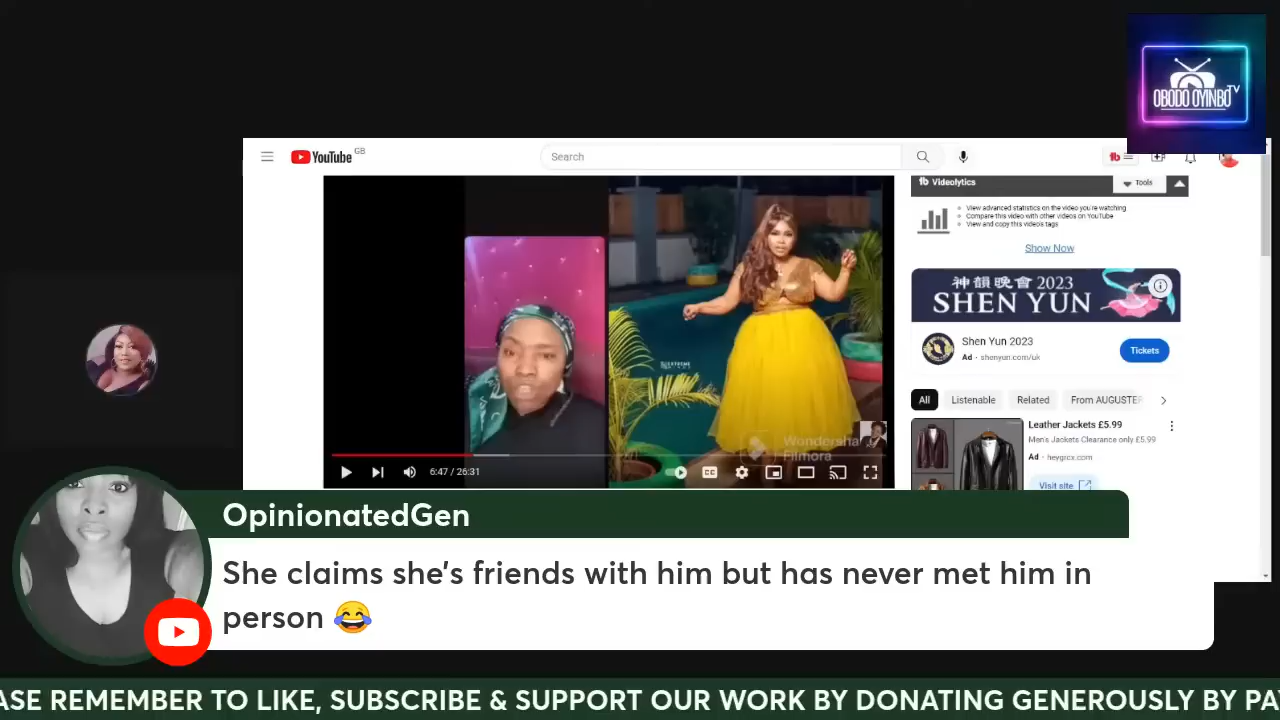 OBODO OYINBO TV
YouTube GB
Search
Videolytics
Tools
View advanced statistics on the video you're watching
Compare this video with other videos on YouTube
View and copy this video's tags
Show Now
神韻晚會 2023
SHEN YUN
Shen Yun 2023
Ad · shenyun.com/uk
Tickets
All
Listenable
Related
From AUGUSTER
Leather Jackets £5.99
Men's Jackets Clearance only £5.99
Ad · heygrcx.com
Visit site
Wondersha
Filmora
6:47 / 26:31
OpinionatedGen
She claims she's friends with him but has never met him in
person 😂
ASE REMEMBER TO LIKE, SUBSCRIBE & SUPPORT OUR WORK BY DONATING GENEROUSLY BY PA